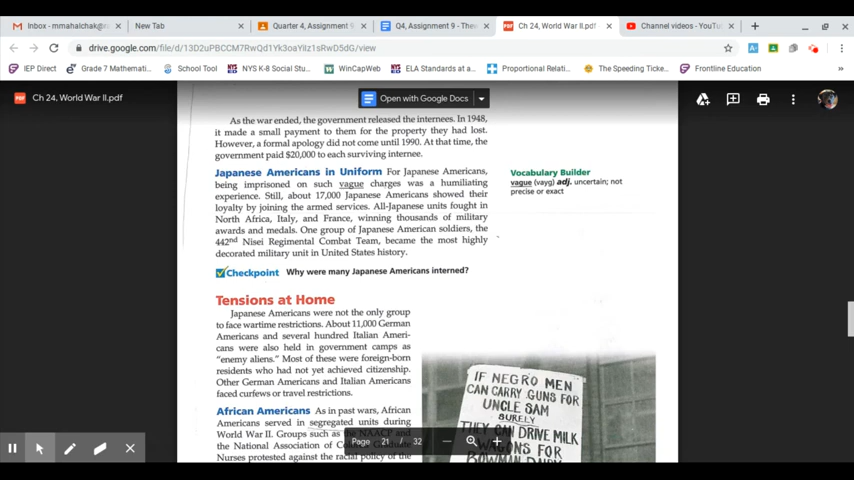 Inbox - mmahalchak@r
New Tab
Quarter 4, Assignment 9
Q4, Assignment 9 - The
Ch 24, World War II.pdf
Channel videos - YouTu
drive.google.com/file/d/13D2uPBCCM7RwQd1Yk3oaYiIz1sRwD5dG/view
IEP Direct
Grade 7 Mathemati...
School Tool
NYS K-8 Social Stu...
WinCapWeb
ELA Standards at a...
Proportional Relatio...
The Speeding Ticke...
Frontline Education
Ch 24, World War II.pdf
Open with Google Docs
As the war ended, the government released the internees. In 1948,
it made a small payment to them for the property they had lost.
However, a formal apology did not come until 1990. At that time, the
government paid $20,000 to each surviving internee.
Japanese Americans in Uniform For Japanese Americans,
being imprisoned on such vague charges was a humiliating
experience. Still, about 17,000 Japanese Americans showed their
loyalty by joining the armed services. All-Japanese units fought in
North Africa, Italy, and France, winning thousands of military
awards and medals. One group of Japanese American soldiers, the
442nd Nisei Regimental Combat Team, became the most highly
decorated military unit in United States history.
Vocabulary Builder
vague (vayg) adj. uncertain; not
precise or exact
Checkpoint Why were many Japanese Americans interned?
Tensions at Home
Japanese Americans were not the only group
to face wartime restrictions. About 11,000 German
Americans and several hundred Italian Ameri-
cans were also held in government camps as
"enemy aliens." Most of these were foreign-born
residents who had not yet achieved citizenship.
Other German Americans and Italian Americans
faced curfews or travel restrictions.
African Americans As in past wars, African
Americans served in segregated units during
World War II. Groups such as the NAACP and
the National Association of Graduate
Nurses protested against the racial policy of the
IF NEGRO MEN
CAN CARRY GUNS FOR
UNCLE SAM
SURELY
THEY CAN DRIVE MILK
WAGONS FOR
BOWMAN DAIRY
Page 21 / 32